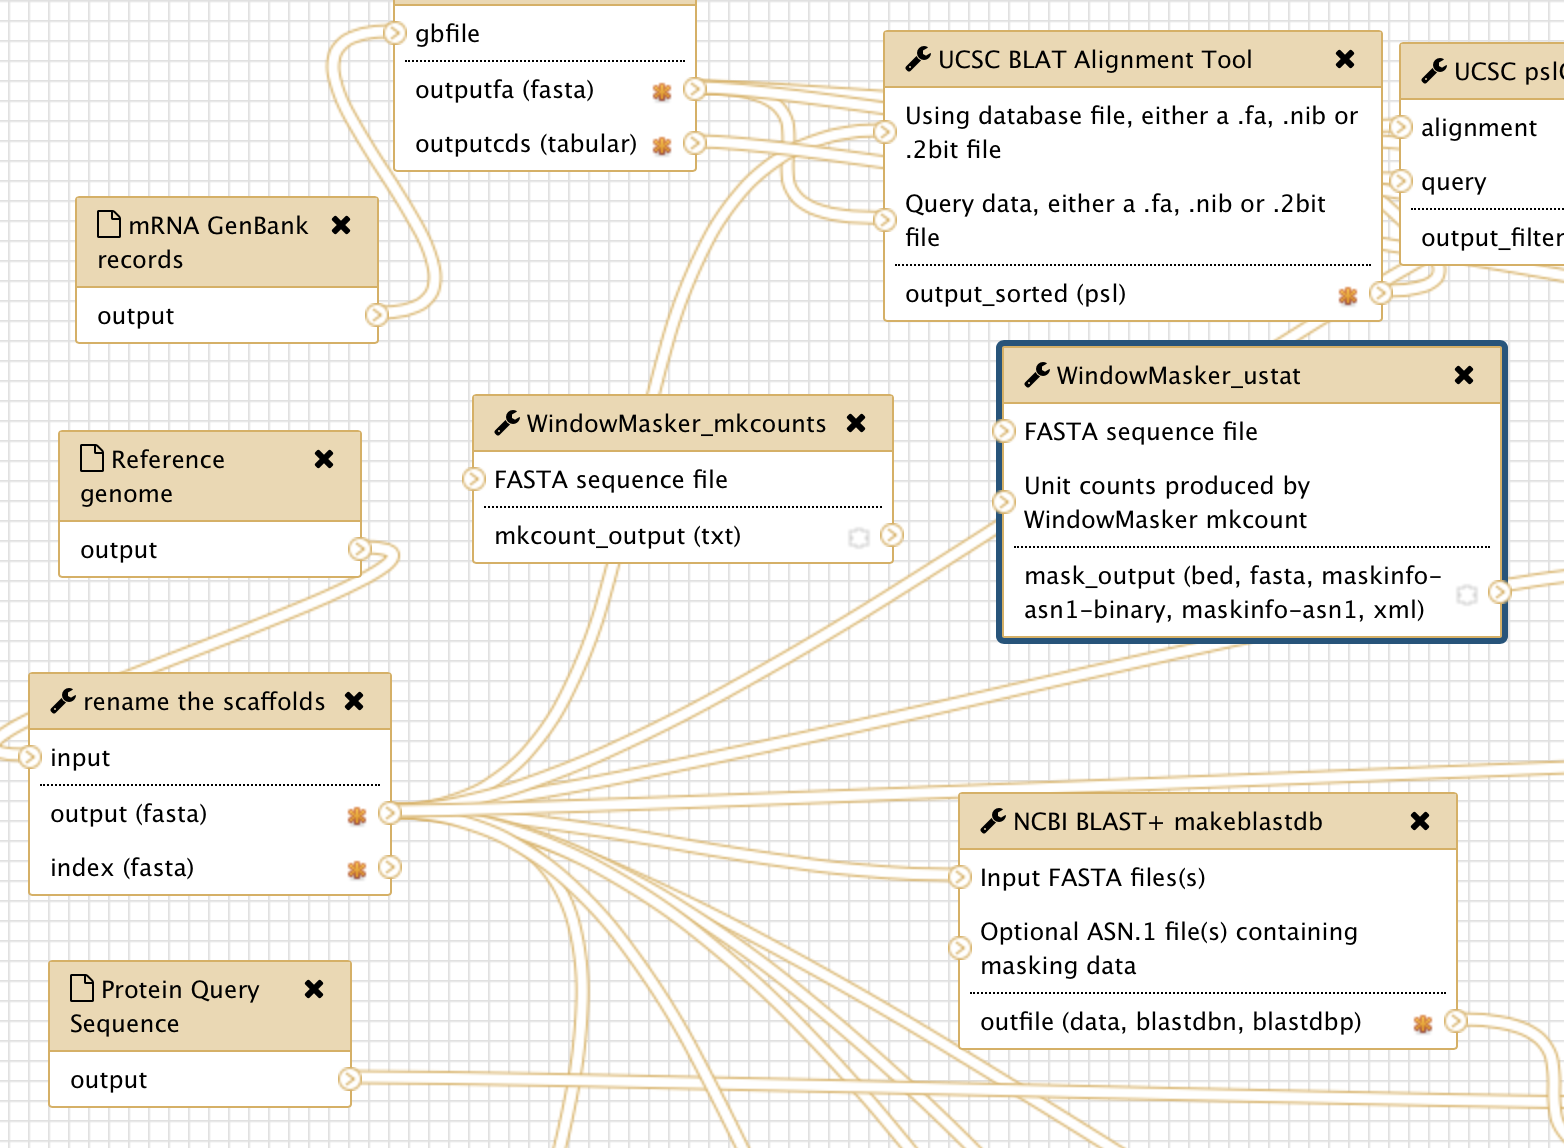 gbfile
outputfa (fasta)
outputcds (tabular)
UCSC BLAT Alignment Tool
Using database file, either a .fa, .nib or
.2bit file
Query data, either a .fa, .nib or .2bit
file
output_sorted (psl)
UCSC
alignment
query
output_filter
mRNA GenBank
records
output
WindowMasker_ustat
FASTA sequence file
Unit counts produced by
WindowMasker mkcount
mask_output (bed, fasta, maskinfo-
asn1-binary, maskinfo-asn1, xml)
WindowMasker_mkcounts
FASTA sequence file
mkcount_output (txt)
Reference
genome
output
rename the scaffolds
input
output (fasta)
index (fasta)
NCBI BLAST+ makeblastdb
Input FASTA files(s)
Optional ASN.1 file(s) containing
masking data
outfile (data, blastdbn, blastdbp)
Protein Query
Sequence
output